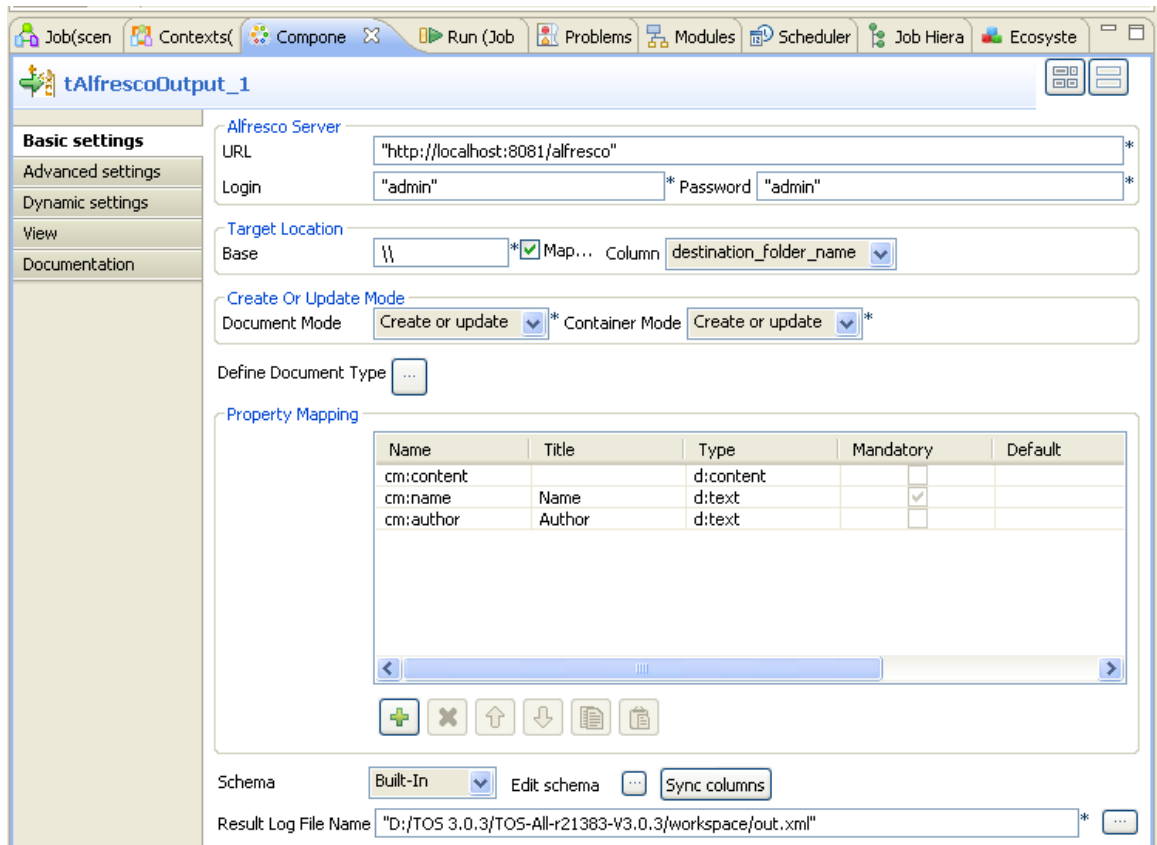 Job(scen Contexts( Compone Run (Job Problems Modules Scheduler Job Hiera Ecosyste
tAlfrescoOutput_1
Basic settings
Advanced settings
Dynamic settings
View
Documentation
Alfresco Server
URL "http://localhost:8081/alfresco" *
Login "admin" * Password "admin" *
Target Location
Base \\ * Map... Column destination_folder_name
Create Or Update Mode
Document Mode Create or update * Container Mode Create or update *
Define Document Type ...
Property Mapping
Name Title Type Mandatory Default
cm:content d:content
cm:name Name d:text
cm:author Author d:text
Schema Built-In Edit schema ... Sync columns
Result Log File Name "D:/TOS 3.0.3/TOS-All-r21383-V3.0.3/workspace/out.xml" * ...